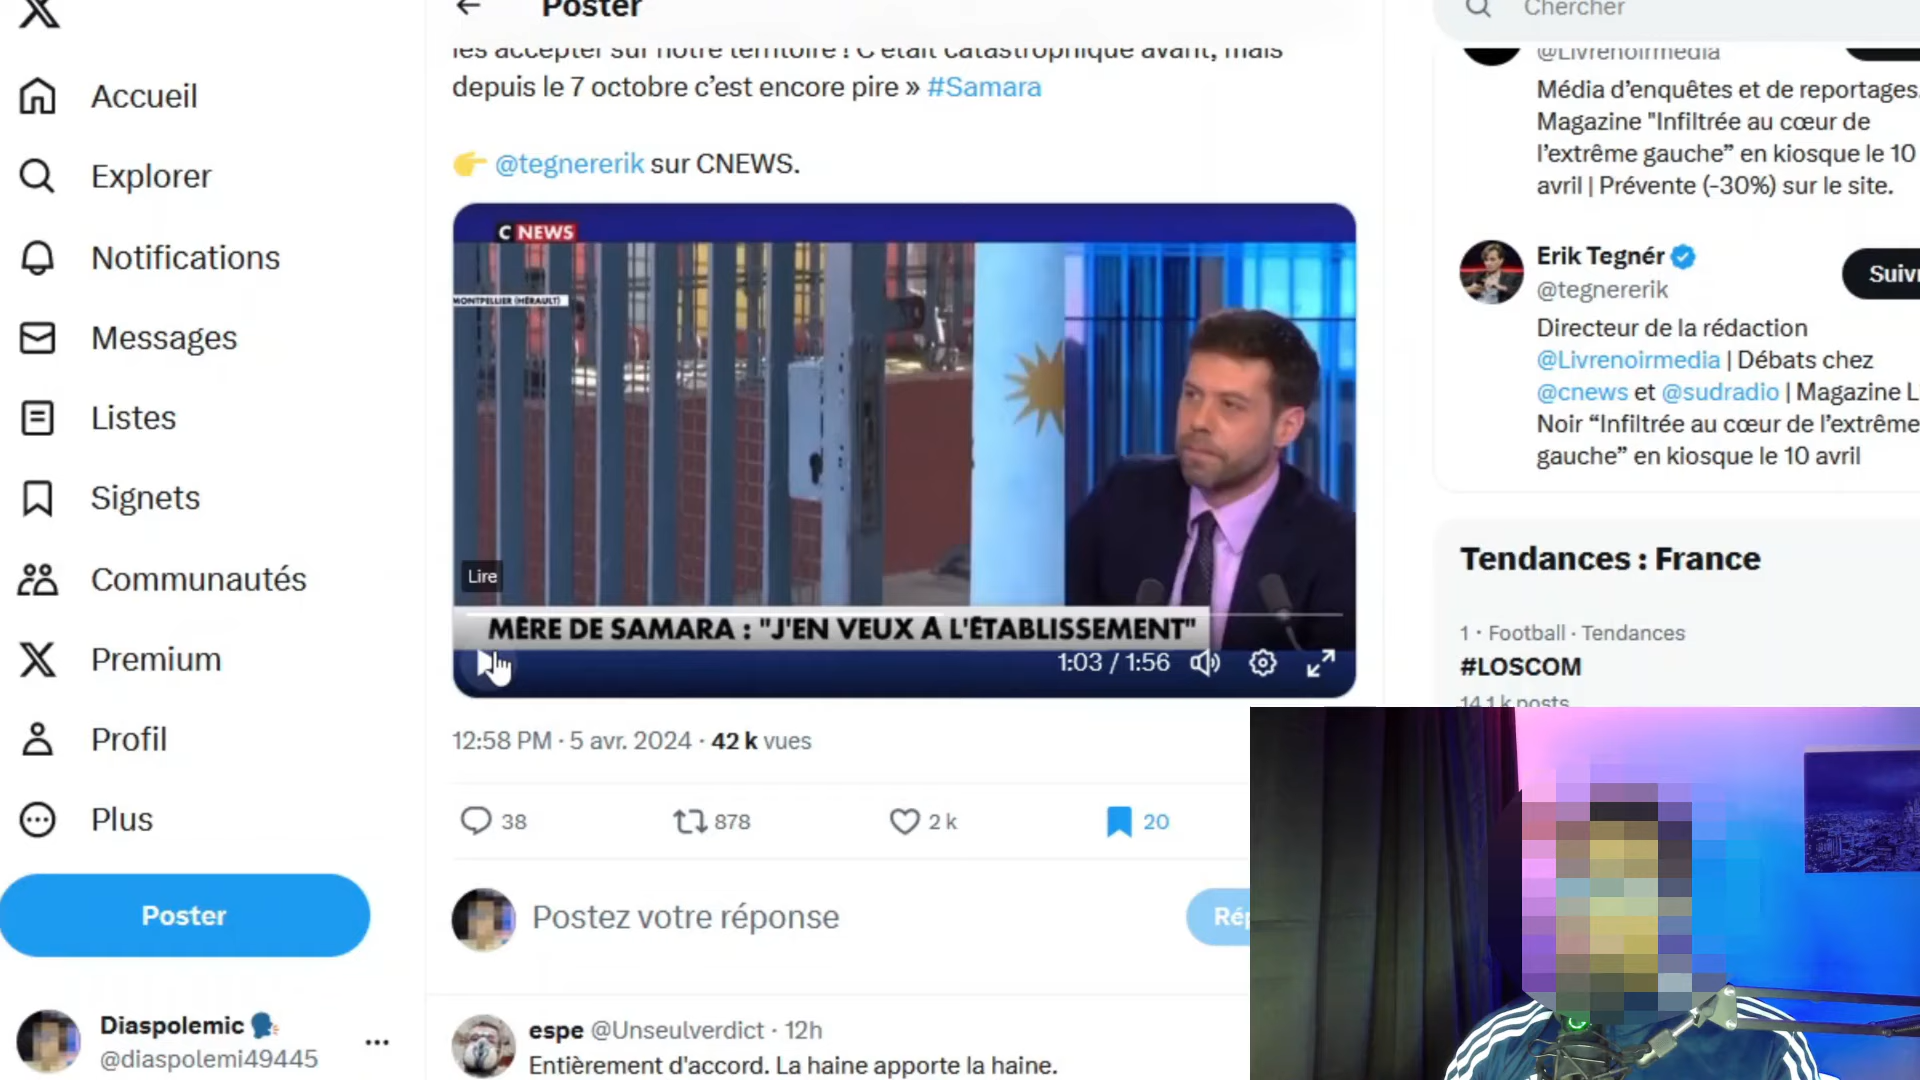 Accueil
Explorer
Notifications
Messages
Listes
Signets
Communautés
Premium
Profil
Plus
Poster
Diaspolemic
@diaspolemi49445
Poster
les accepter sur notre territoire ! C'était catastrophique avant, mais
depuis le 7 octobre c’est encore pire » #Samara
@tegnererik sur CNEWS.
C NEWS
MONTPELLIER (HÉRAULT)
Lire
MÈRE DE SAMARA : "J'EN VEUX À L'ÉTABLISSEMENT"
1:03 / 1:56
12:58 PM · 5 avr. 2024 · 42 k vues
38
878
2 k
20
Postez votre réponse
espe @Unseulverdict · 12h
Entièrement d'accord. La haine apporte la haine.
Chercher
@Livrenoirmedia
Média d’enquêtes et de reportages.
Magazine "Infiltrée au cœur de
l’extrême gauche” en kiosque le 10
avril | Prévente (-30%) sur le site.
Erik Tegnér
@tegnererik
Suiv
Directeur de la rédaction
@Livrenoirmedia | Débats chez
@cnews et @sudradio | Magazine L
Noir “Infiltrée au cœur de l’extrême
gauche” en kiosque le 10 avril
Tendances : France
1 · Football · Tendances
#LOSCOM
14,1 k posts